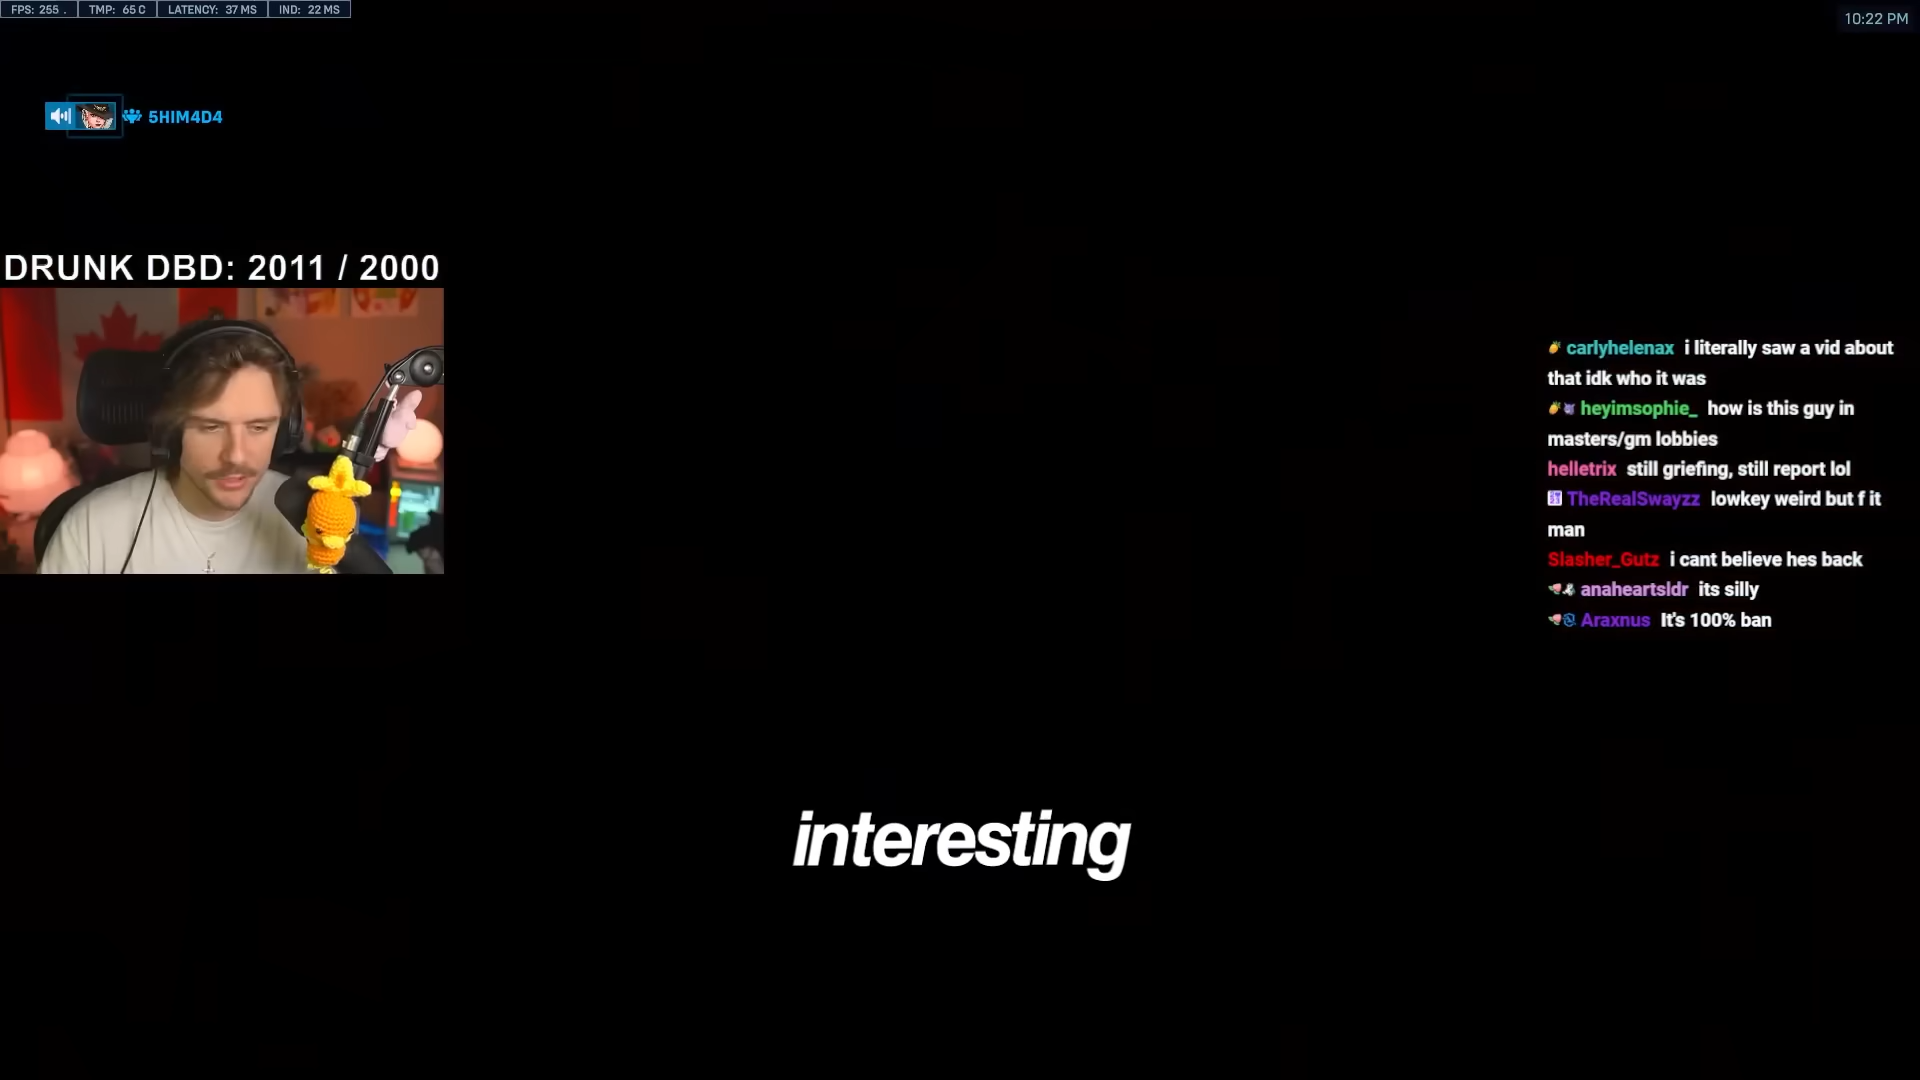 FPS: 255 . TMP: 65 C LATENCY: 37 MS IND: 22 MS
10:22 PM
5HIM4D4
DRUNK DBD: 2011 / 2000
carlyhelenax i literally saw a vid about
that idk who it was
heyimsophie_ how is this guy in
masters/gm lobbies
helletrix still griefing, still report lol
TheRealSwayzz lowkey weird but f it
man
Slasher_Gutz i cant believe hes back
anaheartsldr its silly
Araxnus It's 100% ban
interesting